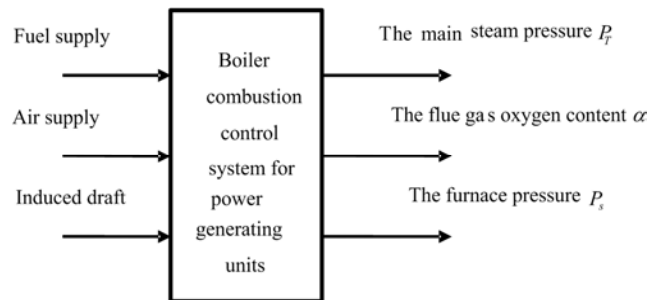 Fuel supply
Air supply
Induced draft
Boiler
combustion
control
system for
power
generating
units
The main steam pressure P_T
The flue gas oxygen content α
The furnace pressure P_s